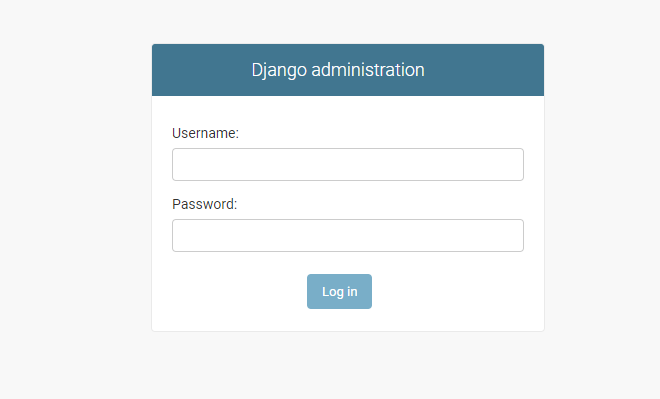 Django administration
Username:
Password:
Log in